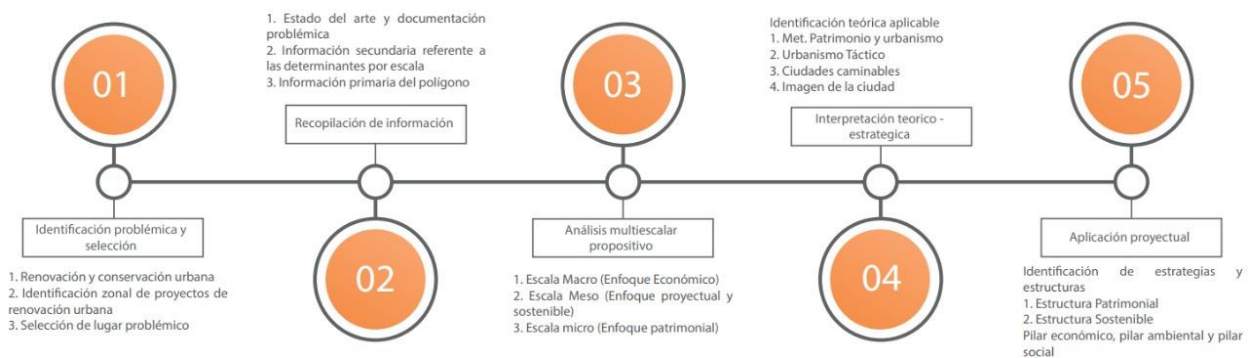 01
Identificación problémica y
selección
1. Renovación y conservación urbana
2. Identificación zonal de proyectos de
renovación urbana
3. Selección de lugar problémico
1. Estado del arte y documentación
problémica
2. Información secundaria referente a
las determinantes por escala
3. Información primaria del polígono
Recopilación de información
02
03
Análisis multiescalar
propositivo
1. Escala Macro (Enfoque Económico)
2. Escala Meso (Enfoque proyectual y
sostenible)
3. Escala micro (Enfoque patrimonial)
Identificación teórica aplicable
1. Met. Patrimonio y urbanismo
2. Urbanismo Táctico
3. Ciudades caminables
4. Imagen de la ciudad
Interpretación teorico -
estrategica
04
05
Aplicación proyectual
Identificación de estrategias y
estructuras
1. Estructura Patrimonial
2. Estructura Sostenible
Pilar económico, pilar ambiental y pilar
social